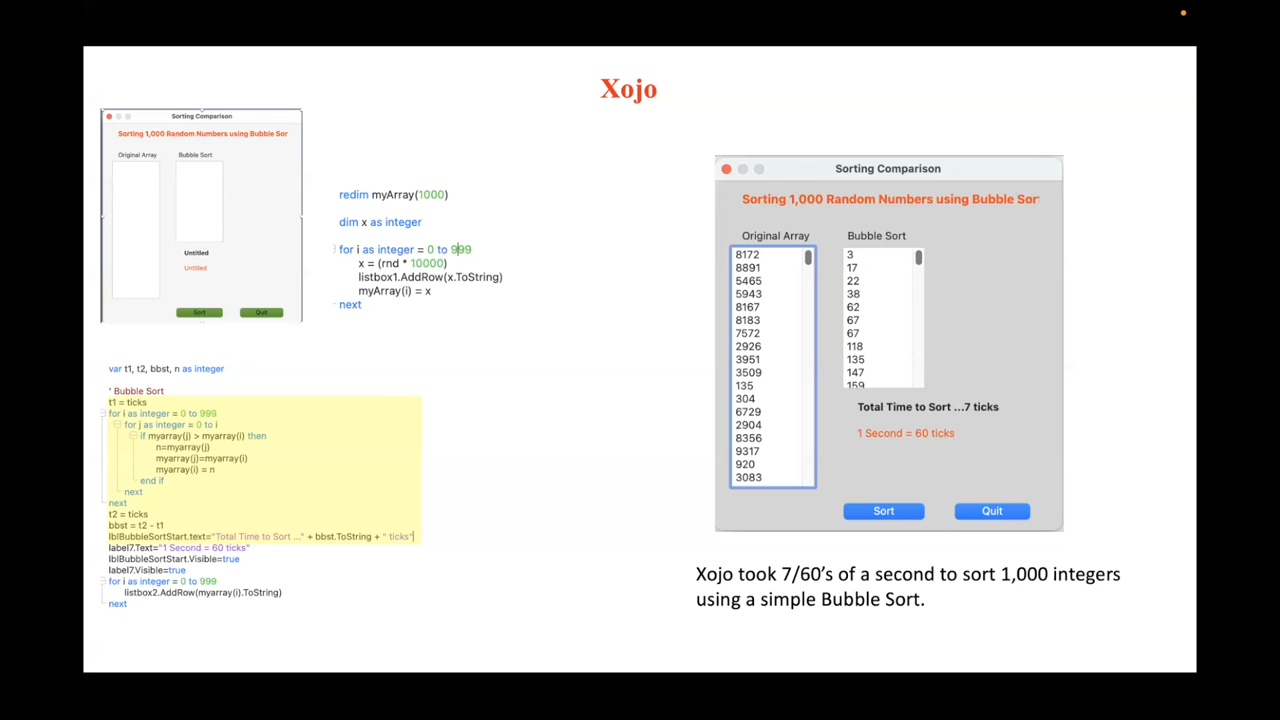 Xojo
Sorting Comparison
Sorting 1,000 Random Numbers using Bubble Sor
Original Array
Bubble Sort
Untitled
Untitled
Sort
Quit
redim myArray(1000)
dim x as integer
for i as integer = 0 to 999
x = (rnd * 10000)
listbox1.AddRow(x.ToString)
myArray(i) = x
next
var t1, t2, bbst, n as integer
' Bubble Sort
t1 = ticks
for i as integer = 0 to 999
for j as integer = 0 to i
if myarray(j) > myarray(i) then
n=myarray(j)
myarray(j)=myarray(i)
myarray(i) = n
end if
next
next
t2 = ticks
bbst = t2 - t1
lblBubbleSortStart.text="Total Time to Sort ..." + bbst.ToString + " ticks"
label7.Text="1 Second = 60 ticks"
lblBubbleSortStart.Visible=true
label7.Visible=true
for i as integer = 0 to 999
listbox2.AddRow(myarray(i).ToString)
next
Sorting Comparison
Sorting 1,000 Random Numbers using Bubble Sor
Original Array
8172
8891
5465
5943
8167
8183
7572
2926
3951
3509
135
304
6729
2904
8356
9317
920
3083
Bubble Sort
3
17
22
38
62
67
67
118
135
147
159
Total Time to Sort ...7 ticks
1 Second = 60 ticks
Sort
Quit
Xojo took 7/60's of a second to sort 1,000 integers
using a simple Bubble Sort.